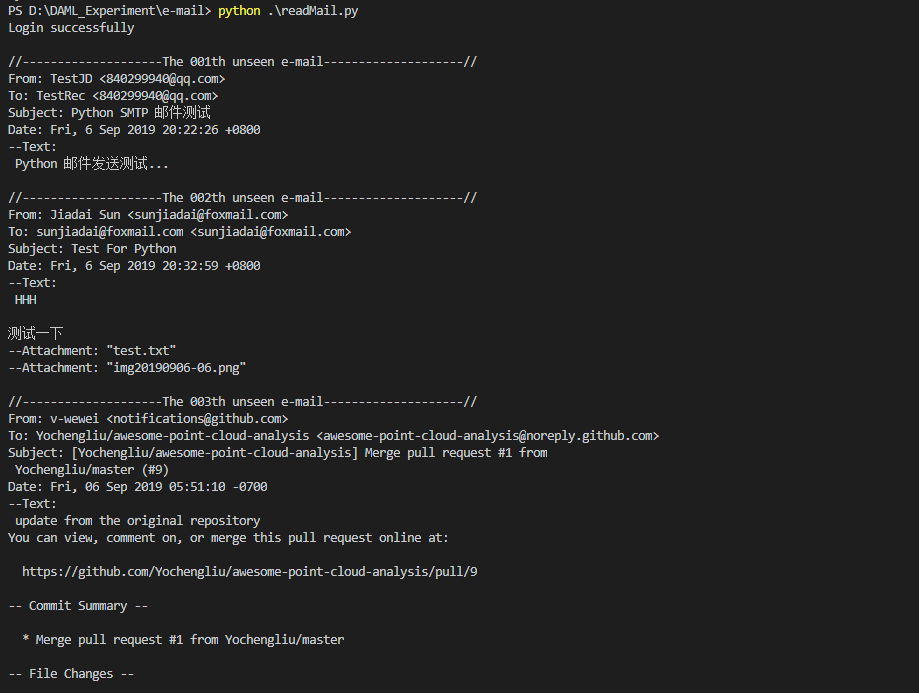 PS D:\DAML_Experiment\e-mail> python .\readMail.py
Login successfully
//--------------------The 001th unseen e-mail--------------------//
From: TestJD <840299940@qq.com>
To: TestRec <840299940@qq.com>
Subject: Python SMTP 邮件测试
Date: Fri, 6 Sep 2019 20:22:26 +0800
--Text:
Python 邮件发送测试...
//--------------------The 002th unseen e-mail--------------------//
From: Jiadai Sun <sunjiadai@foxmail.com>
To: sunjiadai@foxmail.com <sunjiadai@foxmail.com>
Subject: Test For Python
Date: Fri, 6 Sep 2019 20:32:59 +0800
--Text:
HHH
测试一下
--Attachment: "test.txt"
--Attachment: "img20190906-06.png"
//--------------------The 003th unseen e-mail--------------------//
From: v-wewei <notifications@github.com>
To: Yochengliu/awesome-point-cloud-analysis <awesome-point-cloud-analysis@noreply.github.com>
Subject: [Yochengliu/awesome-point-cloud-analysis] Merge pull request #1 from
Yochengliu/master (#9)
Date: Fri, 06 Sep 2019 05:51:10 -0700
--Text:
update from the original repository
You can view, comment on, or merge this pull request online at:
https://github.com/Yochengliu/awesome-point-cloud-analysis/pull/9
-- Commit Summary --
* Merge pull request #1 from Yochengliu/master
-- File Changes --